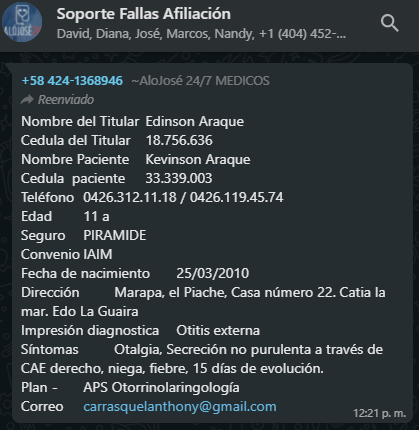 Soporte Fallas Afiliación
David, Diana, José, Marcos, Nandy, +1 (404) 452-...
ALOJOSÉ
+58 424-1368946 ~AloJosé 24/7 MEDICOS
Reenviado
Nombre del Titular Edinson Araque
Cedula del Titular 18.756.636
Nombre Paciente Kevinson Araque
Cedula paciente 33.339.003
Teléfono 0426.312.11.18 / 0426.119.45.74
Edad 11 a
Seguro PIRAMIDE
Convenio IAIM
Fecha de nacimiento 25/03/2010
Dirección Marapa, el Piache, Casa número 22. Catia la
mar. Edo La Guaira
Impresión diagnostica Otitis externa
Síntomas Otalgia, Secreción no purulenta a través de
CAE derecho, niega, fiebre, 15 días de evolución.
Plan - APS Otorrinolaringología
Correo carrasquelanthony@gmail.com
12:21 p. m.